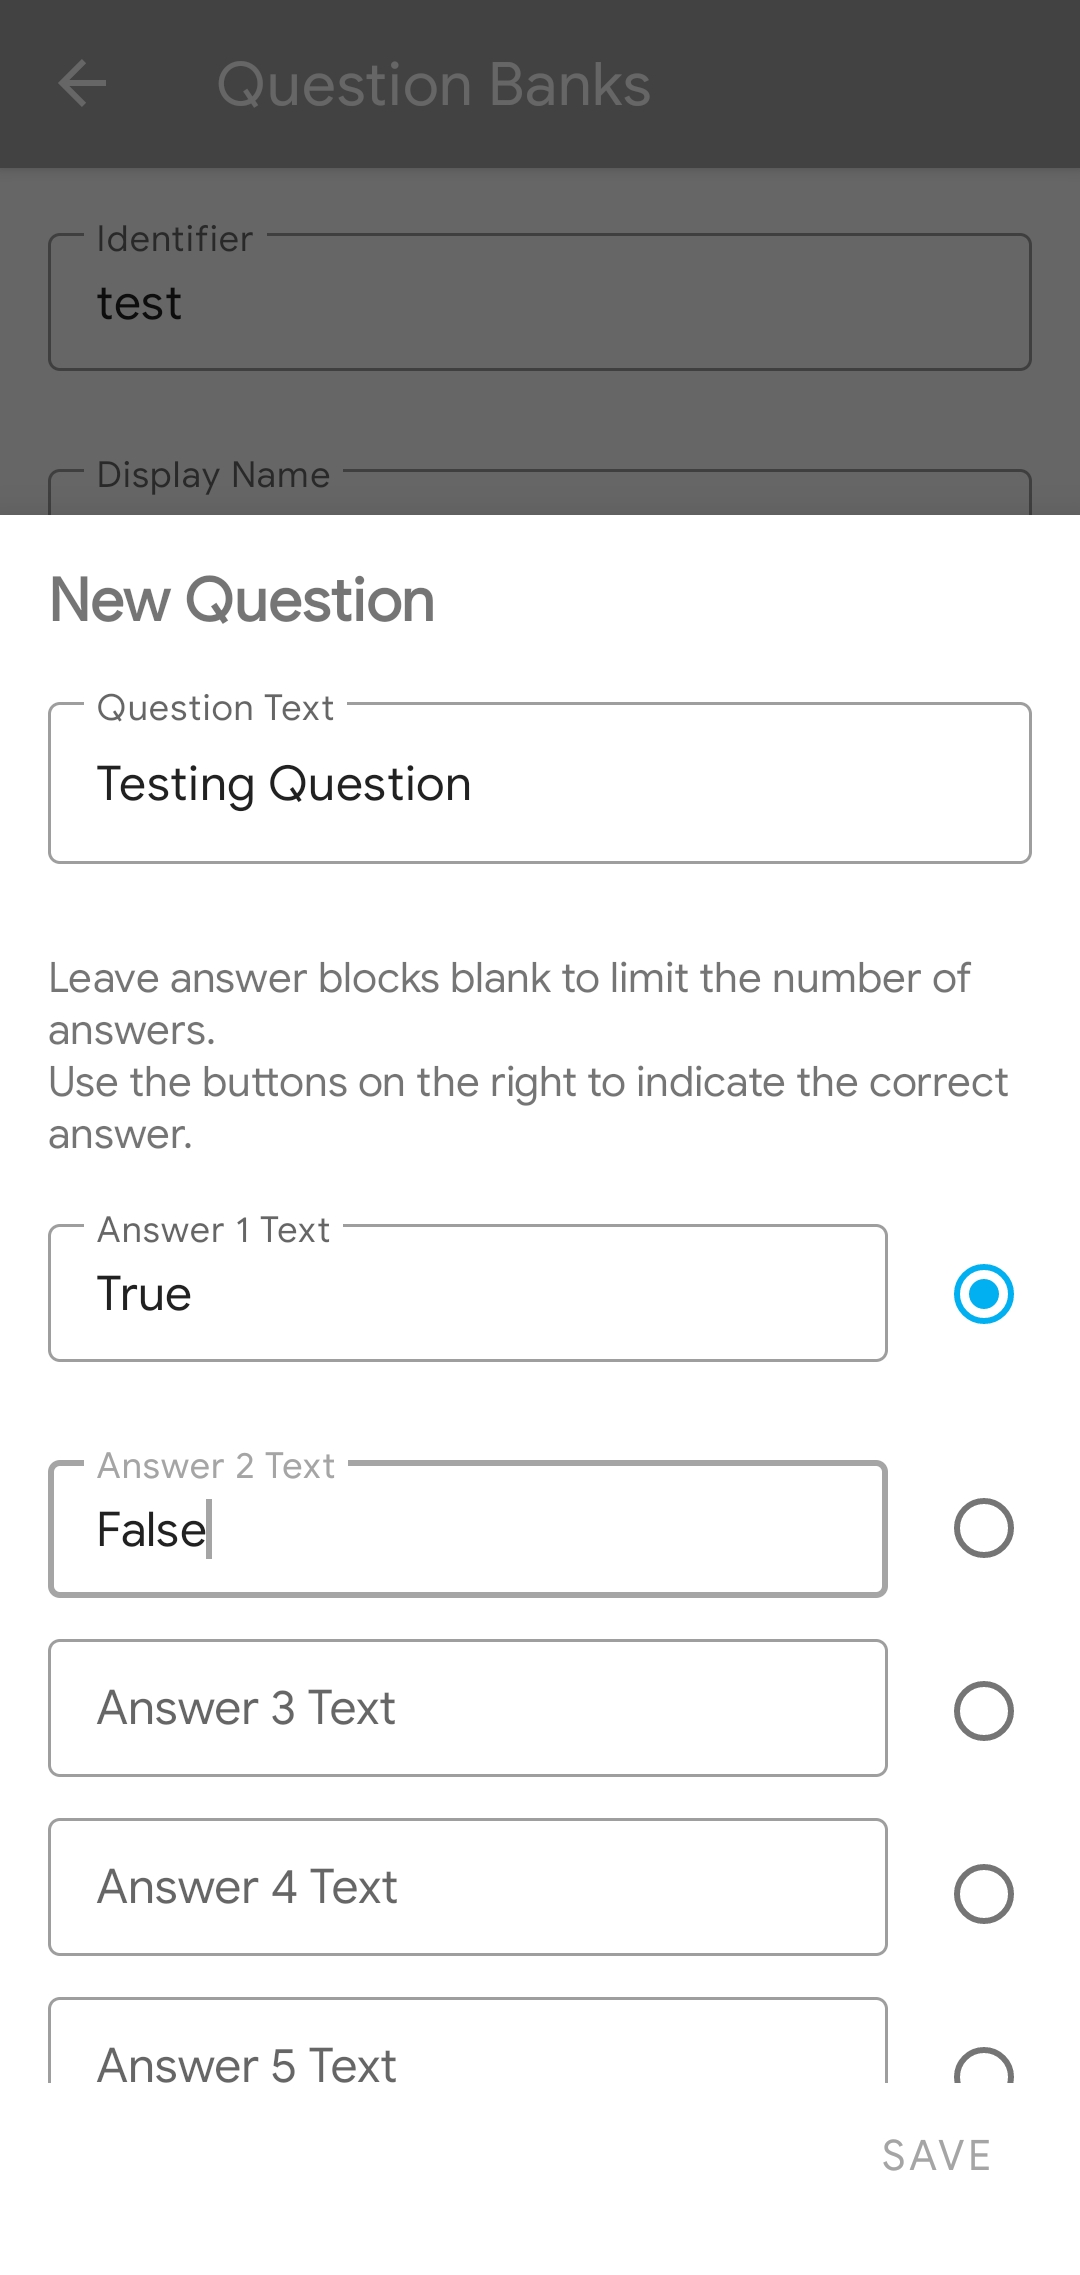 Question Banks
Identifier
test
Display Name
New Question
Question Text
Testing Question
Leave answer blocks blank to limit the number of
answers.
Use the buttons on the right to indicate the correct
answer.
Answer 1 Text
True
Answer 2 Text
False
Answer 3 Text
Answer 4 Text
Answer 5 Text
SAVE